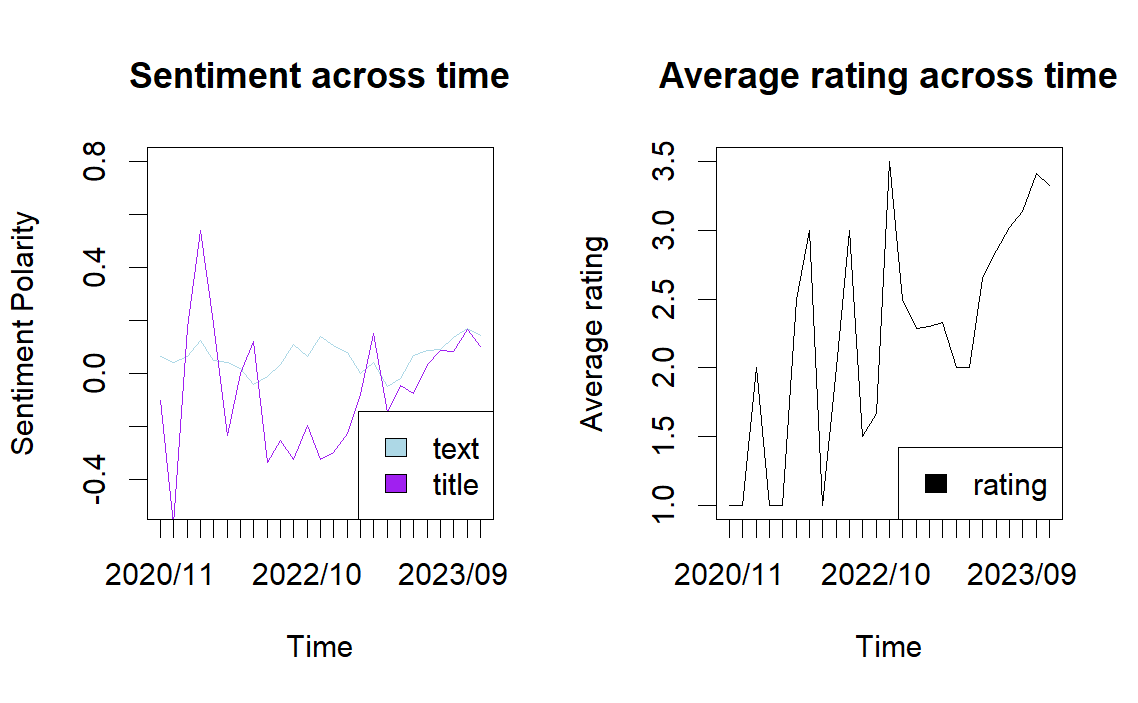 Sentiment across time
Sentiment Polarity
0.8
0.4
0.0
-0.4
text
title
2020/11 2022/10 2023/09
Time
Average rating across time
Average rating
3.5
3.0
2.5
2.0
1.5
1.0
rating
2020/11 2022/10 2023/09
Time